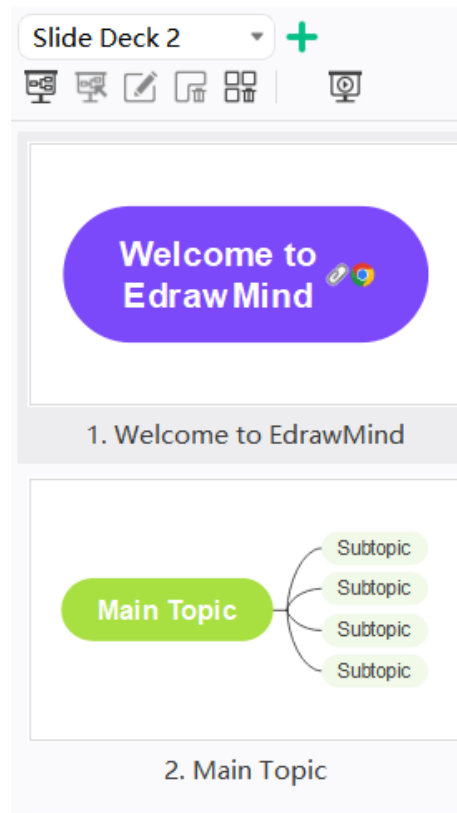 Slide Deck 2
Welcome to
EdrawMind
1. Welcome to EdrawMind
Main Topic
Subtopic
Subtopic
Subtopic
Subtopic
2. Main Topic